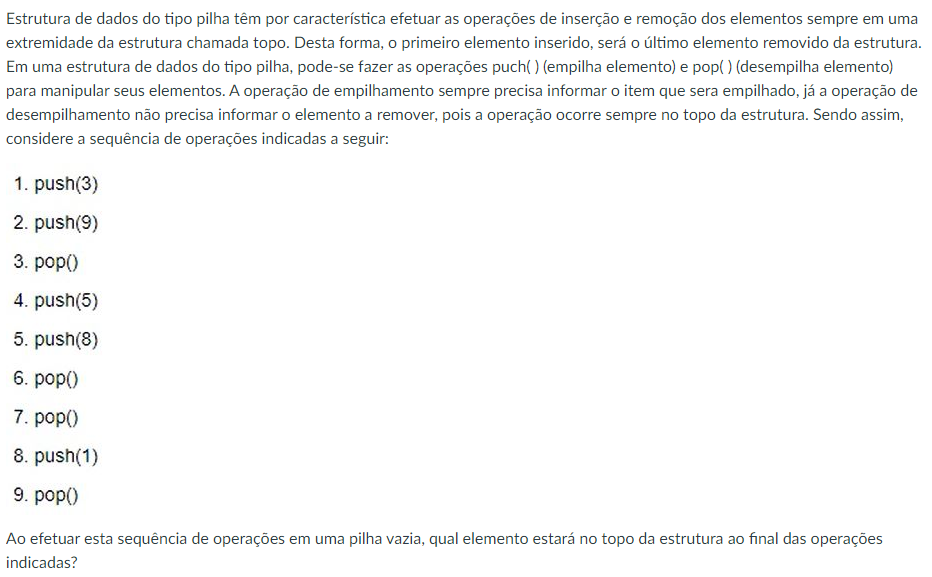 Estrutura de dados do tipo pilha têm por característica efetuar as operações de inserção e remoção dos elementos sempre em uma
extremidade da estrutura chamada topo. Desta forma, o primeiro elemento inserido, será o último elemento removido da estrutura.
Em uma estrutura de dados do tipo pilha, pode-se fazer as operações puch( ) (empilha elemento) e pop( ) (desempilha elemento)
para manipular seus elementos. A operação de empilhamento sempre precisa informar o item que sera empilhado, já a operação de
desempilhamento não precisa informar o elemento a remover, pois a operação ocorre sempre no topo da estrutura. Sendo assim,
considere a sequência de operações indicadas a seguir:
1. push(3)
2. push(9)
3. pop()
4. push(5)
5. push(8)
6. pop()
7. pop()
8. push(1)
9. pop()
Ao efetuar esta sequência de operações em uma pilha vazia, qual elemento estará no topo da estrutura ao final das operações
indicadas?